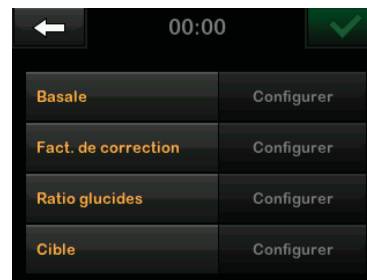 00:00
Basale Configurer
Fact. de correction Configurer
Ratio glucides Configurer
Cible Configurer